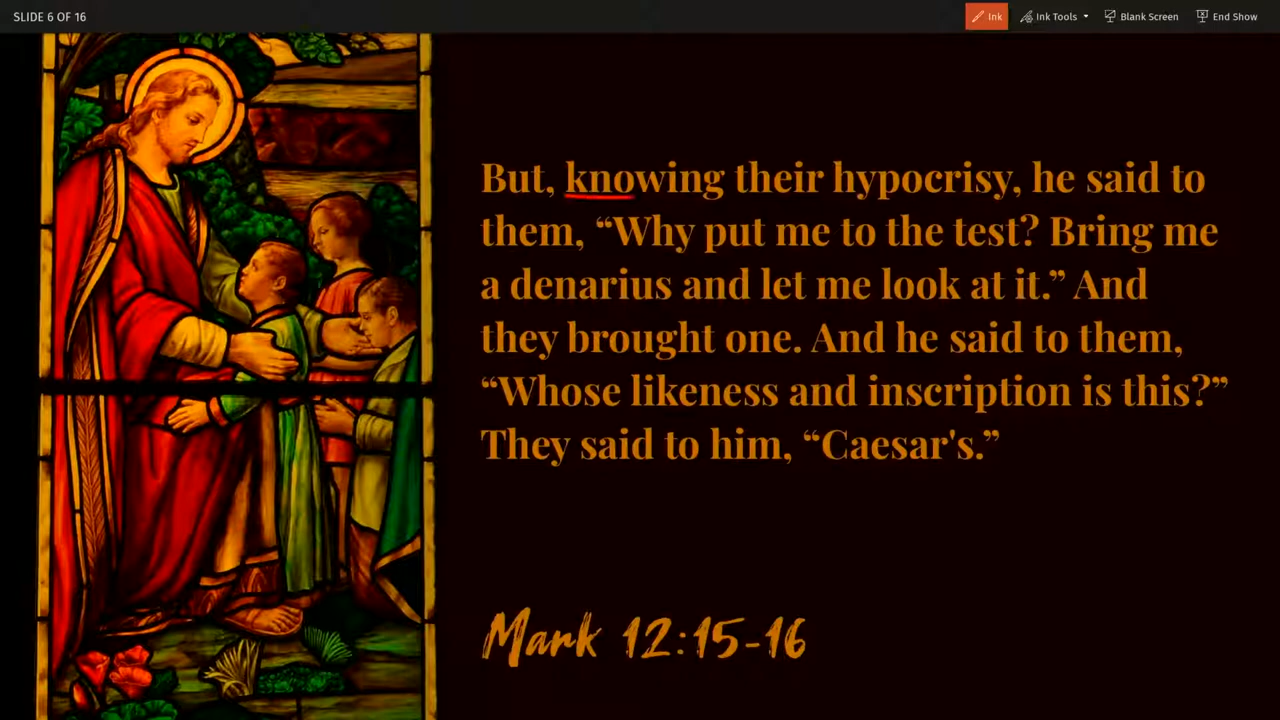 SLIDE 6 OF 16
Ink
Ink Tools
Blank Screen
End Show
But, knowing their hypocrisy, he said to
them, “Why put me to the test? Bring me
a denarius and let me look at it.” And
they brought one. And he said to them,
“Whose likeness and inscription is this?”
They said to him, “Caesar's.”
Mark 12:15-16